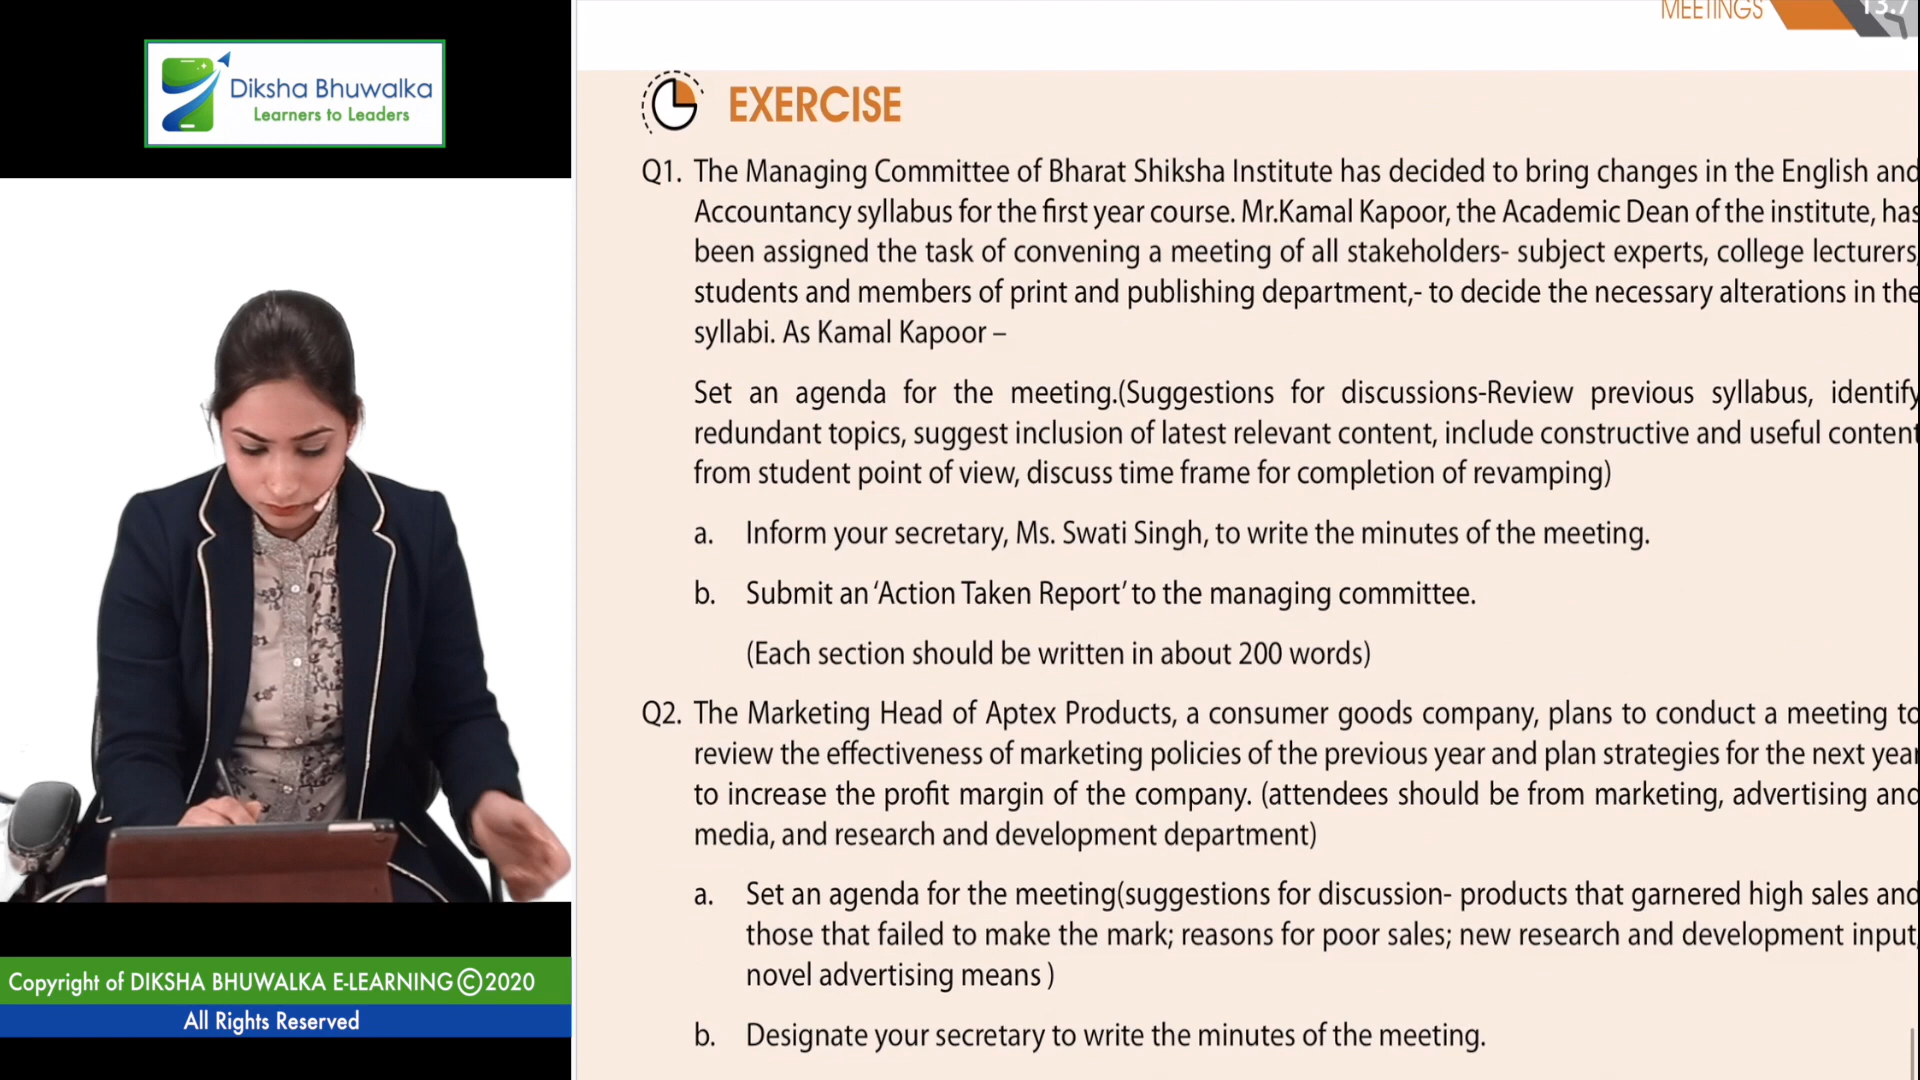 Diksha Bhuwalka
Learners to Leaders
Copyright of DIKSHA BHUWALKA E-LEARNING©2020
All Rights Reserved
MEETINGS
13.7
EXERCISE
Q1. The Managing Committee of Bharat Shiksha Institute has decided to bring changes in the English and
Accountancy syllabus for the first year course. Mr.Kamal Kapoor, the Academic Dean of the institute, has
been assigned the task of convening a meeting of all stakeholders- subject experts, college lecturers,
students and members of print and publishing department,- to decide the necessary alterations in the
syllabi. As Kamal Kapoor –
Set an agenda for the meeting.(Suggestions for discussions-Review previous syllabus, identify
redundant topics, suggest inclusion of latest relevant content, include constructive and useful content
from student point of view, discuss time frame for completion of revamping)
a. Inform your secretary, Ms. Swati Singh, to write the minutes of the meeting.
b. Submit an ‘Action Taken Report’ to the managing committee.
(Each section should be written in about 200 words)
Q2. The Marketing Head of Aptex Products, a consumer goods company, plans to conduct a meeting to
review the effectiveness of marketing policies of the previous year and plan strategies for the next year
to increase the profit margin of the company. (attendees should be from marketing, advertising and
media, and research and development department)
a. Set an agenda for the meeting(suggestions for discussion- products that garnered high sales and
those that failed to make the mark; reasons for poor sales; new research and development input,
novel advertising means )
b. Designate your secretary to write the minutes of the meeting.